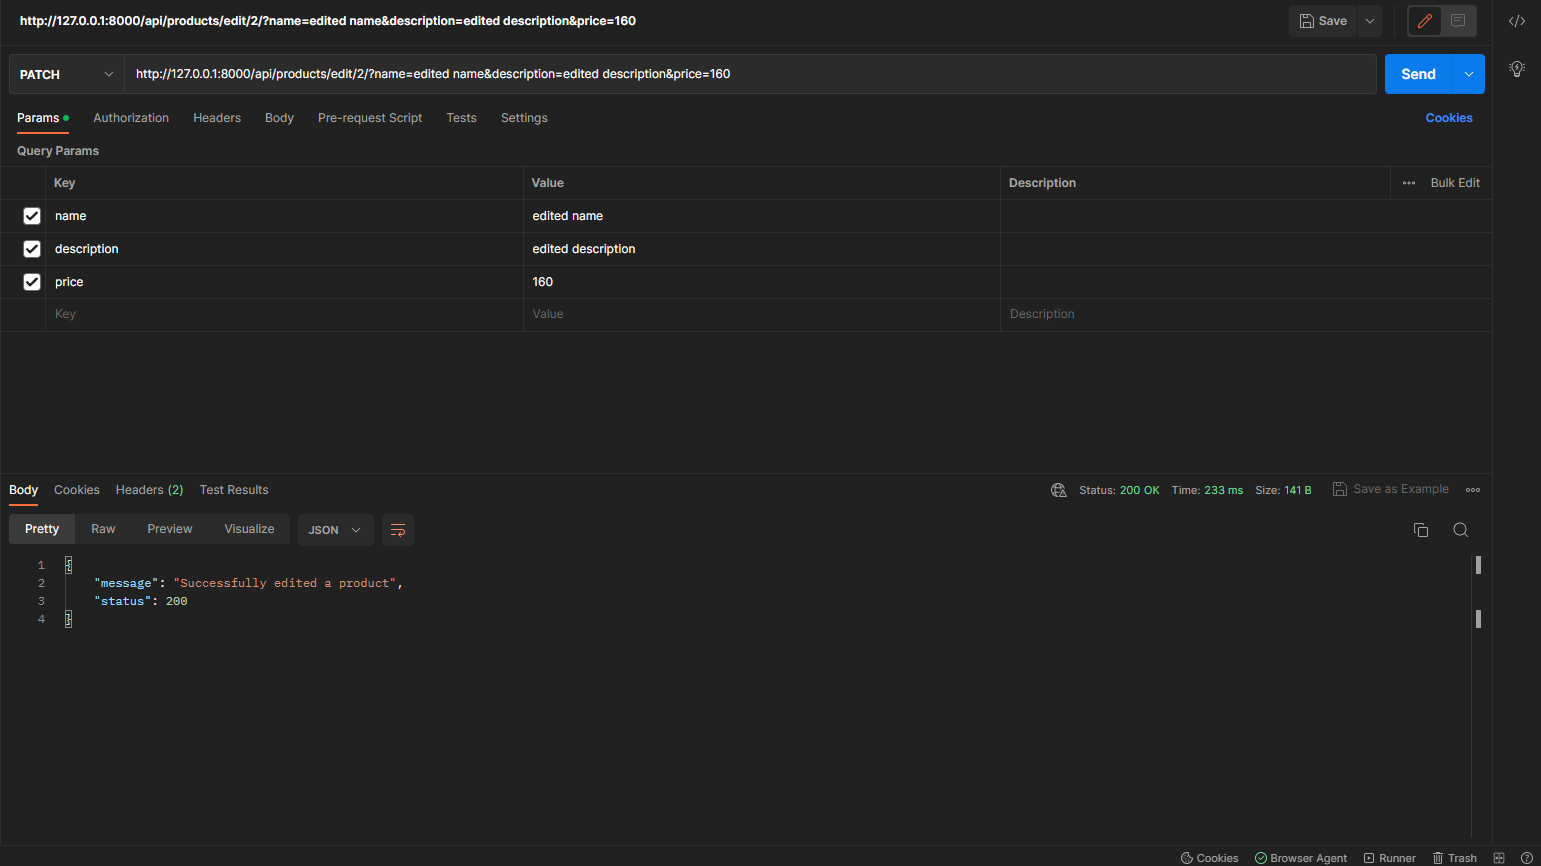 http://127.0.0.1:8000/api/products/edit/2/?name=edited name&description=edited description&price=160
Save
PATCH
http://127.0.0.1:8000/api/products/edit/2/?name=edited name&description=edited description&price=160
Send
Params Authorization Headers Body Pre-request Script Tests Settings Cookies
Query Params
Key Value Description Bulk Edit
name edited name
description edited description
price 160
Key Value Description
Body Cookies Headers (2) Test Results Status: 200 OK Time: 233 ms Size: 141 B Save as Example
Pretty Raw Preview Visualize JSON
1 {
2 "message": "Successfully edited a product",
3 "status": 200
4 }
Cookies Browser Agent Runner Trash